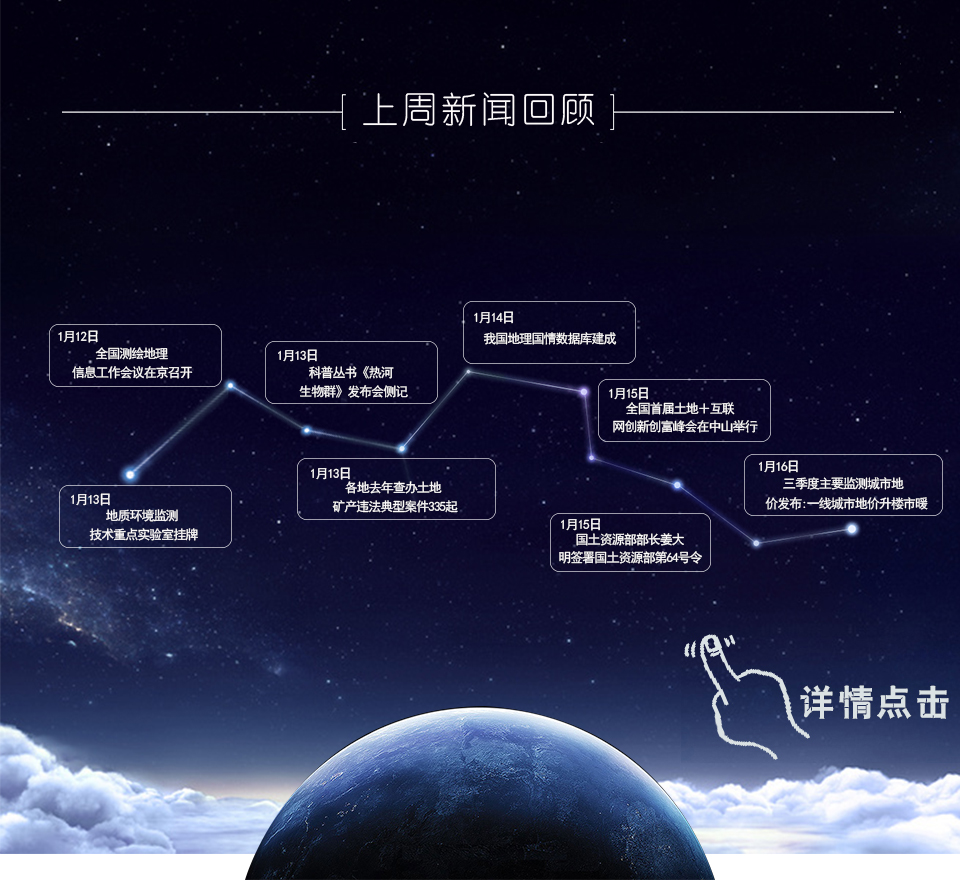 上周新闻回顾
1月12日
全国测绘地理
信息工作会议在京召开
1月13日
地质环境监测
技术重点实验室挂牌
1月13日
科普丛书《热河
生物群》发布会侧记
1月13日
各地去年查办土地
矿产违法典型案件335起
1月14日
我国地理国情数据库建成
1月15日
全国首届土地＋互联
网创新创富峰会在中山举行
1月15日
国土资源部部长姜大
明签署国土资源部第64号令
1月16日
三季度主要监测城市地
价发布:一线城市地价升楼市暖
详情点击